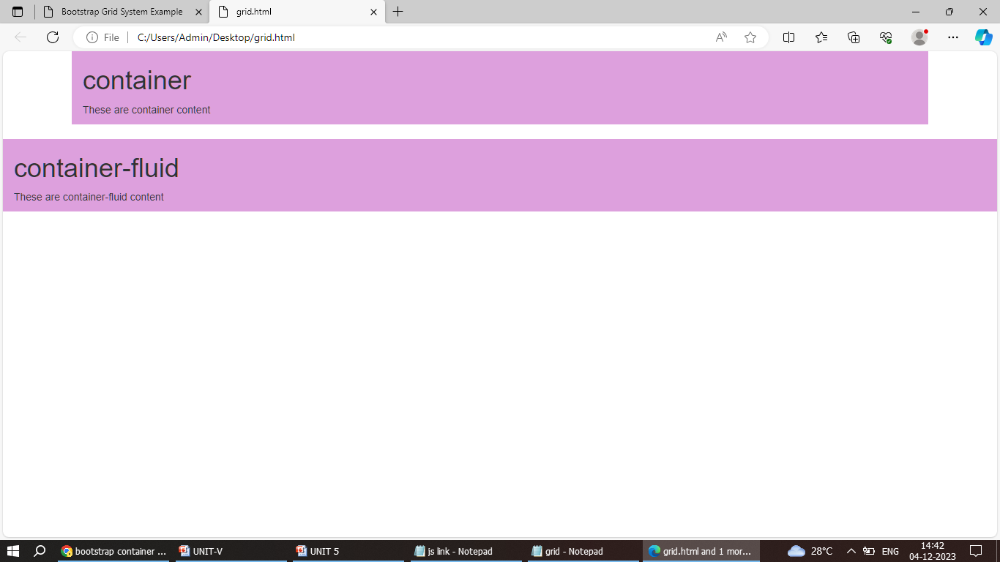 Bootstrap Grid System Example
grid.html
File
C:/Users/Admin/Desktop/grid.html
container
These are container content
container-fluid
These are container-fluid content
bootstrap container ...
UNIT-V
UNIT 5
js link - Notepad
grid - Notepad
grid.html and 1 mor...
28°C
ENG
14:42
04-12-2023